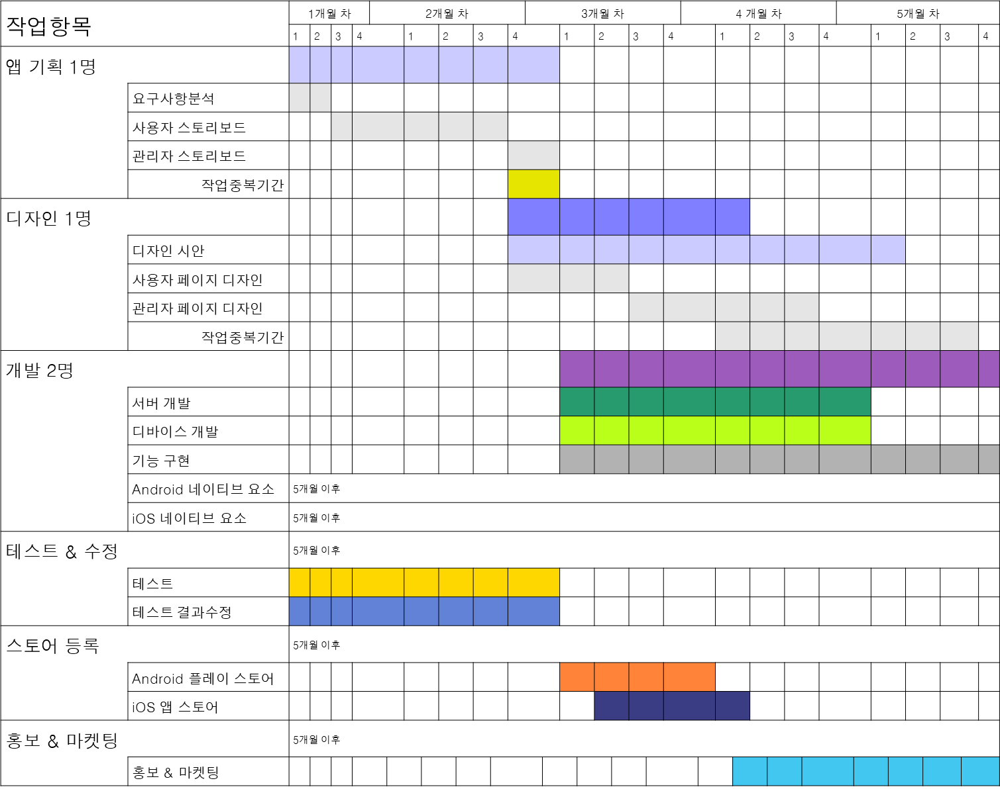 작업항목
1개월 차 2개월 차 3개월 차 4 개월 차 5개월 차
1 2 3 4 1 2 3 4 1 2 3 4 1 2 3 4 1 2 3 4
앱 기획 1명
요구사항분석
사용자 스토리보드
관리자 스토리보드
작업중복기간
디자인 1명
디자인 시안
사용자 페이지 디자인
관리자 페이지 디자인
작업중복기간
개발 2명
서버 개발
디바이스 개발
기능 구현
Android 네이티브 요소 5개월 이후
iOS 네이티브 요소 5개월 이후
테스트 & 수정 5개월 이후
테스트
테스트 결과수정
스토어 등록 5개월 이후
Android 플레이 스토어
iOS 앱 스토어
홍보 & 마켓팅 5개월 이후
홍보 & 마켓팅